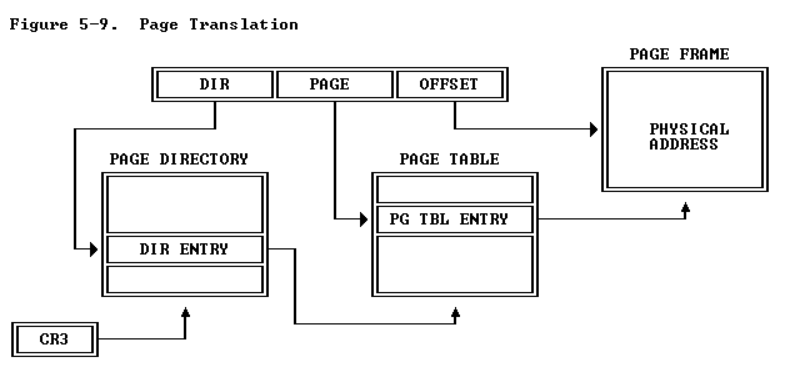 Figure 5-9. Page Translation
PAGE FRAME
DIR PAGE OFFSET
PHYSICAL
ADDRESS
PAGE DIRECTORY PAGE TABLE
PG TBL ENTRY
DIR ENTRY
CR3